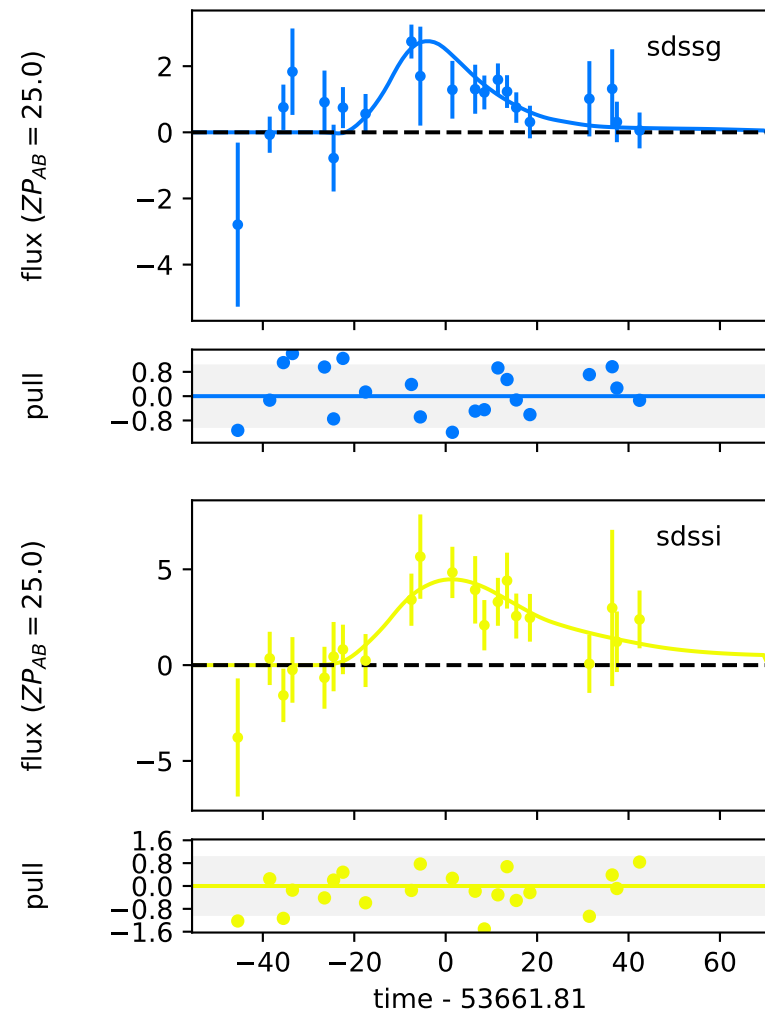 sdssg
flux (ZP_AB = 25.0)
2
0
−2
−4
pull
0.8
0.0
−0.8
sdssi
flux (ZP_AB = 25.0)
5
0
−5
pull
1.6
0.8
0.0
−0.8
−1.6
−40 −20 0 20 40 60
time - 53661.81